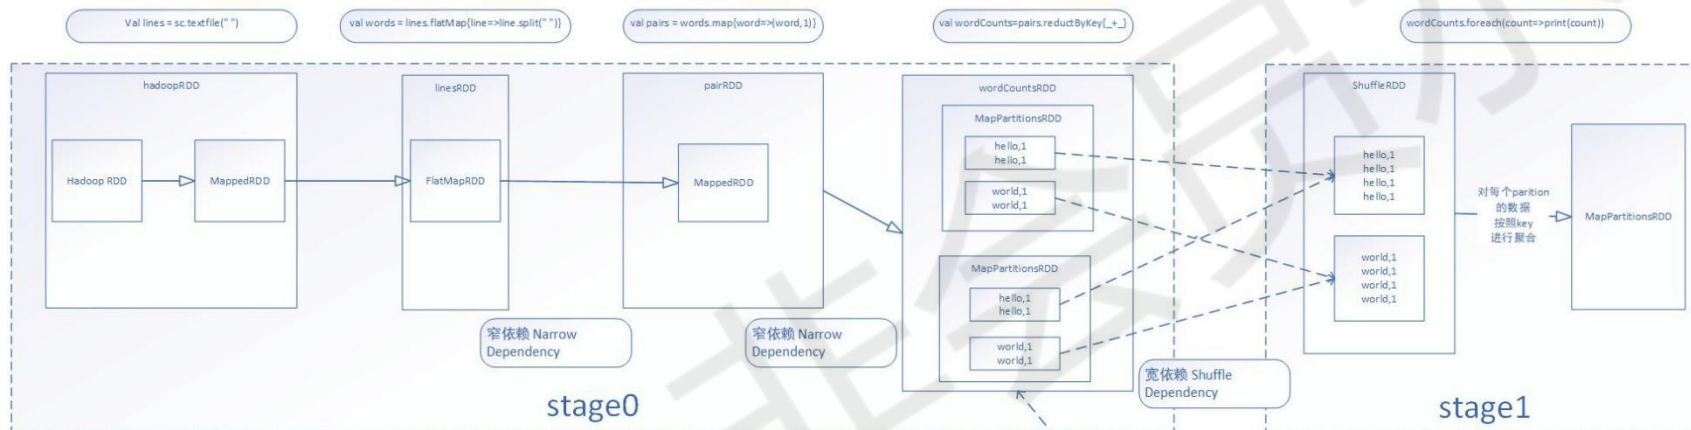 Val lines = sc.textfile(" ")
val words = lines.flatMap{line=>line.split(" ")}
val pairs = words.map{word=>(word,1)}
val wordCounts=pairs.reductByKey{_+_}
wordCounts.foreach(count=>print(count))
hadoopRDD
Hadoop RDD
MappedRDD
linesRDD
FlatMapRDD
pairRDD
MappedRDD
wordCountsRDD
MapPartitionsRDD
hello,1
hello,1
world,1
world,1
MapPartitionsRDD
hello,1
hello,1
world,1
world,1
ShuffleRDD
hello,1
hello,1
hello,1
hello,1
world,1
world,1
world,1
world,1
对每个parition
的数据
按照key
进行聚合
MapPartitionsRDD
窄依赖 Narrow
Dependency
窄依赖 Narrow
Dependency
宽依赖 Shuffle
Dependency
stage0
stage1
非会员水